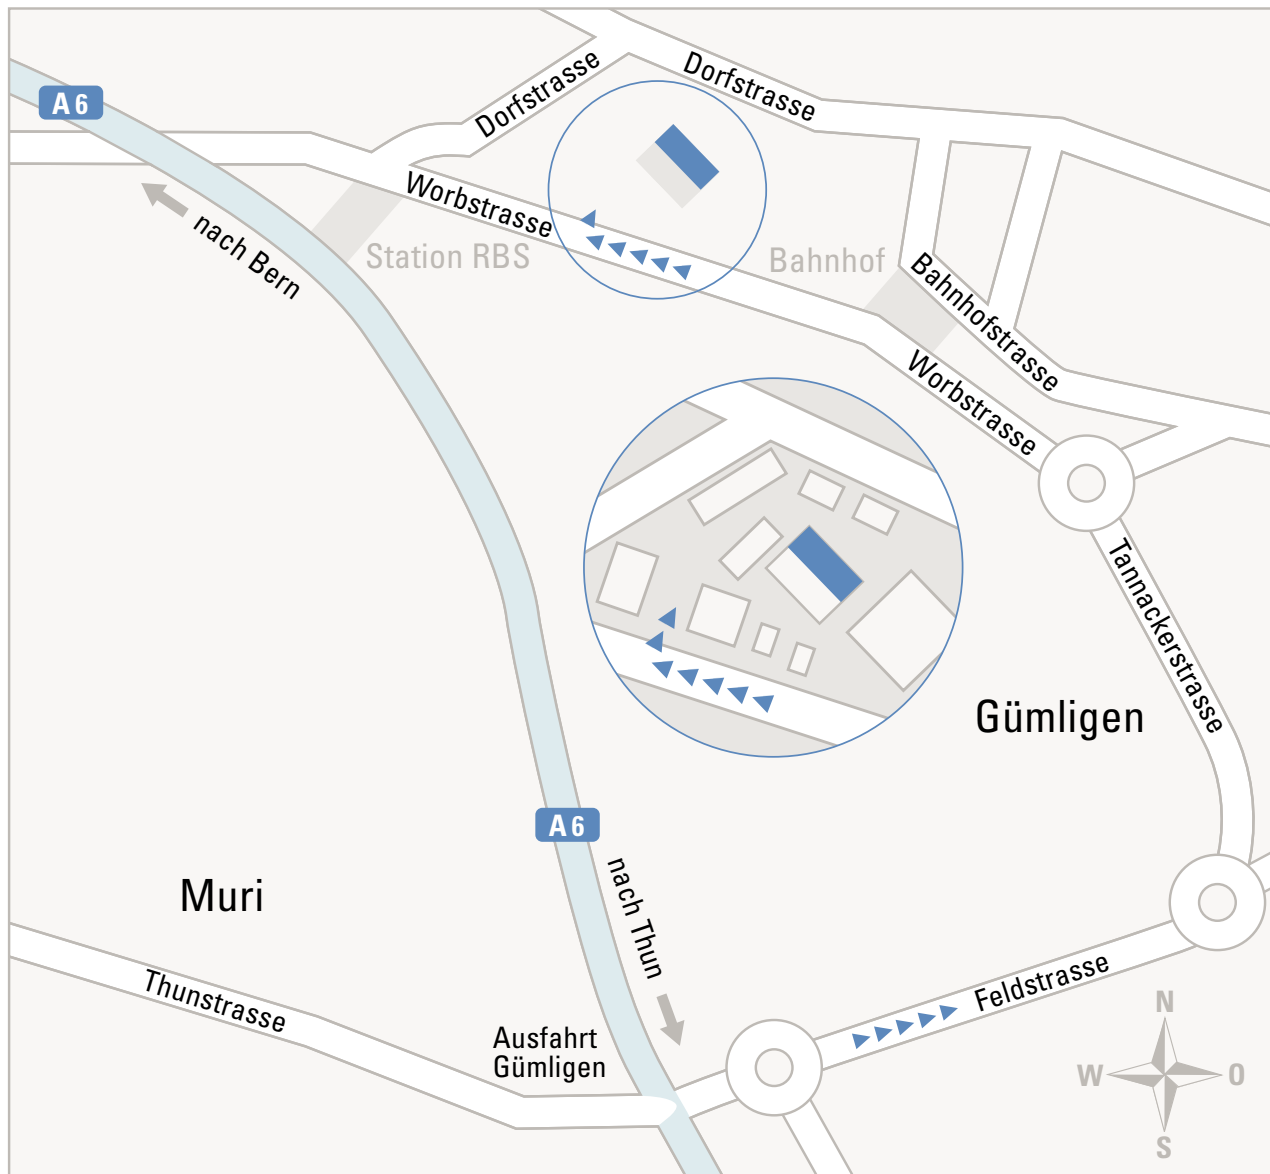 Dorfstrasse
Dorfstrasse
A6
Worbstrasse
nach Bern
Station RBS
Bahnhof
Bahnhofstrasse
Worbstrasse
Tannackerstrasse
Gümligen
A6
nach Thun
Muri
Thunstrasse
Feldstrasse
Ausfahrt
Gümligen
N
W
O
S